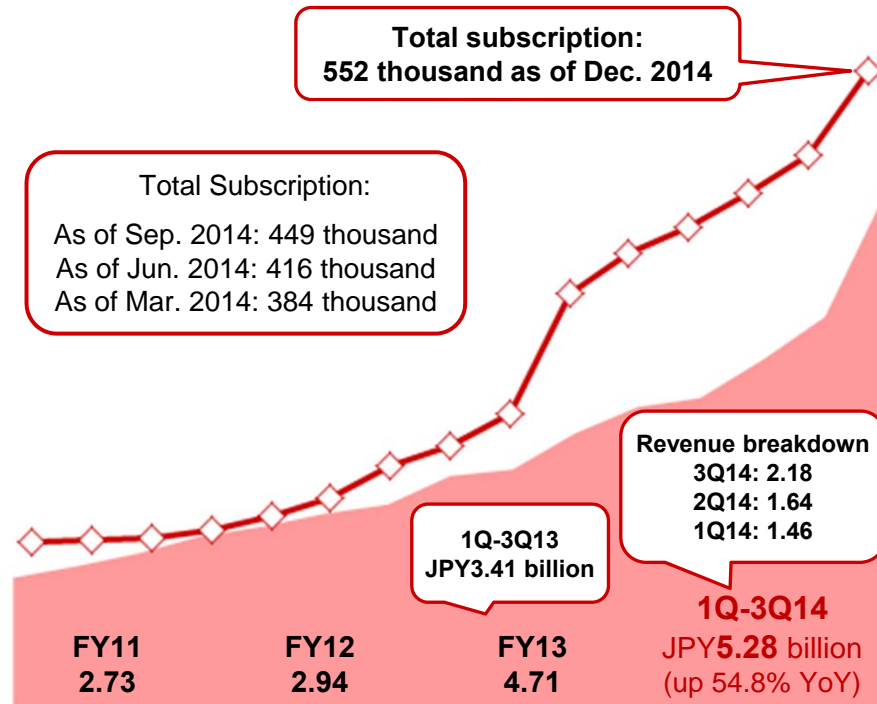 Total subscription:
552 thousand as of Dec. 2014
Total Subscription:
As of Sep. 2014: 449 thousand
As of Jun. 2014: 416 thousand
As of Mar. 2014: 384 thousand
Revenue breakdown
3Q14: 2.18
2Q14: 1.64
1Q14: 1.46
1Q-3Q13
JPY3.41 billion
FY11
2.73
FY12
2.94
FY13
4.71
1Q-3Q14
JPY5.28 billion
(up 54.8% YoY)